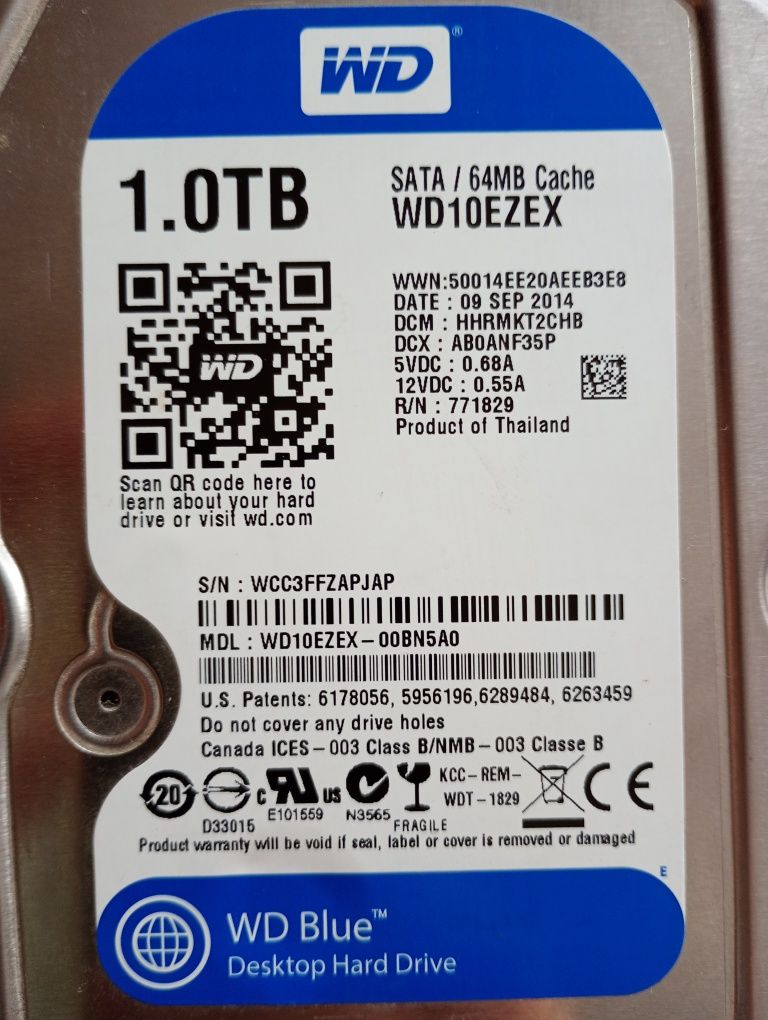 WD®
1.0TB
SATA / 64MB Cache
WD10EZEX
WWN:50014EE20AEEB3E8
DATE : 09 SEP 2014
DCM : HHRMKT2CHB
DCX : AB0ANF35P
5VDC : 0.68A
12VDC : 0.55A
R/N : 771829
Product of Thailand
WD
Scan QR code here to
learn about your hard
drive or visit wd.com
S/N : WCC3FFZAPJAP
MDL : WD10EZEX-00BN5A0
U.S. Patents: 6178056, 5956196,6289484, 6263459
Do not cover any drive holes
Canada ICES-003 Class B/NMB-003 Classe B
20
D33015
c RU us
E101559
N3565
FRAGILE
KCC-REM-
WDT-1829
CE
Product warranty will be void if seal, label or cover is removed or damaged
E
WD Blue™
Desktop Hard Drive